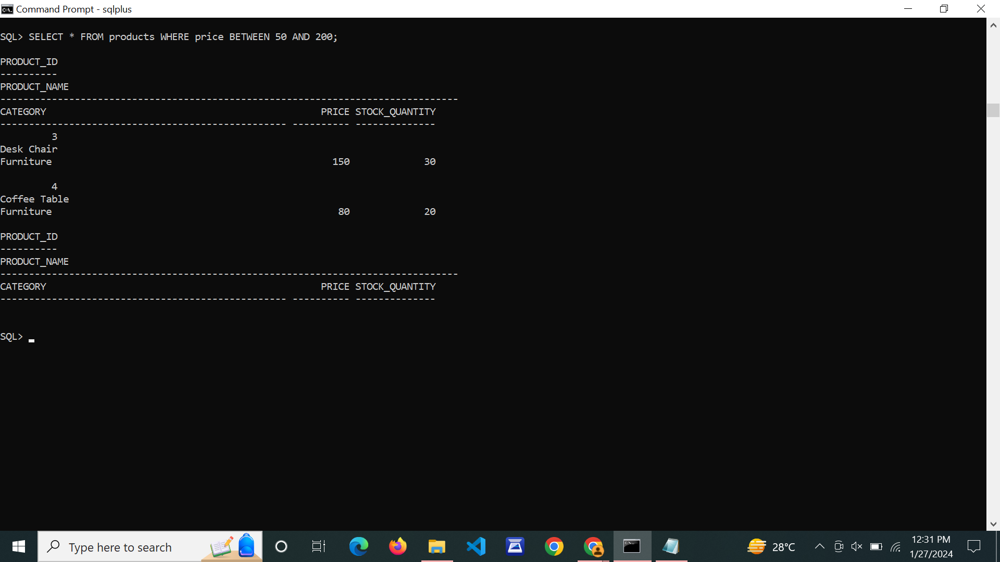 Command Prompt - sqlplus
SQL> SELECT * FROM products WHERE price BETWEEN 50 AND 200;
PRODUCT_ID
----------
PRODUCT_NAME
--------------------------------------------------------------------------------
CATEGORY                                                PRICE STOCK_QUANTITY
-------------------------------------------------- ---------- --------------
         3
Desk Chair
Furniture                                                 150             30
         4
Coffee Table
Furniture                                                  80             20
PRODUCT_ID
----------
PRODUCT_NAME
--------------------------------------------------------------------------------
CATEGORY                                                PRICE STOCK_QUANTITY
-------------------------------------------------- ---------- --------------
SQL>
Type here to search
28°C
12:31 PM
1/27/2024